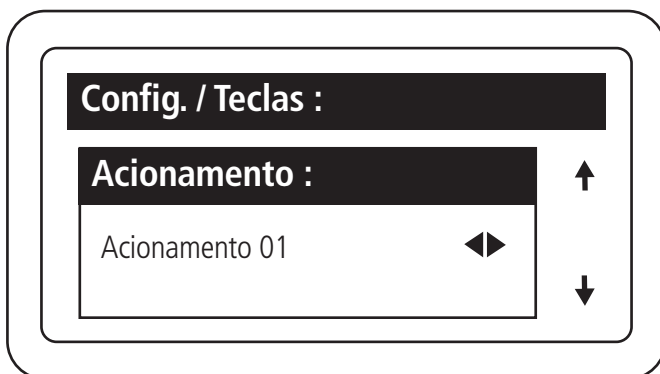 Config. / Teclas :
Acionamento :
Acionamento 01